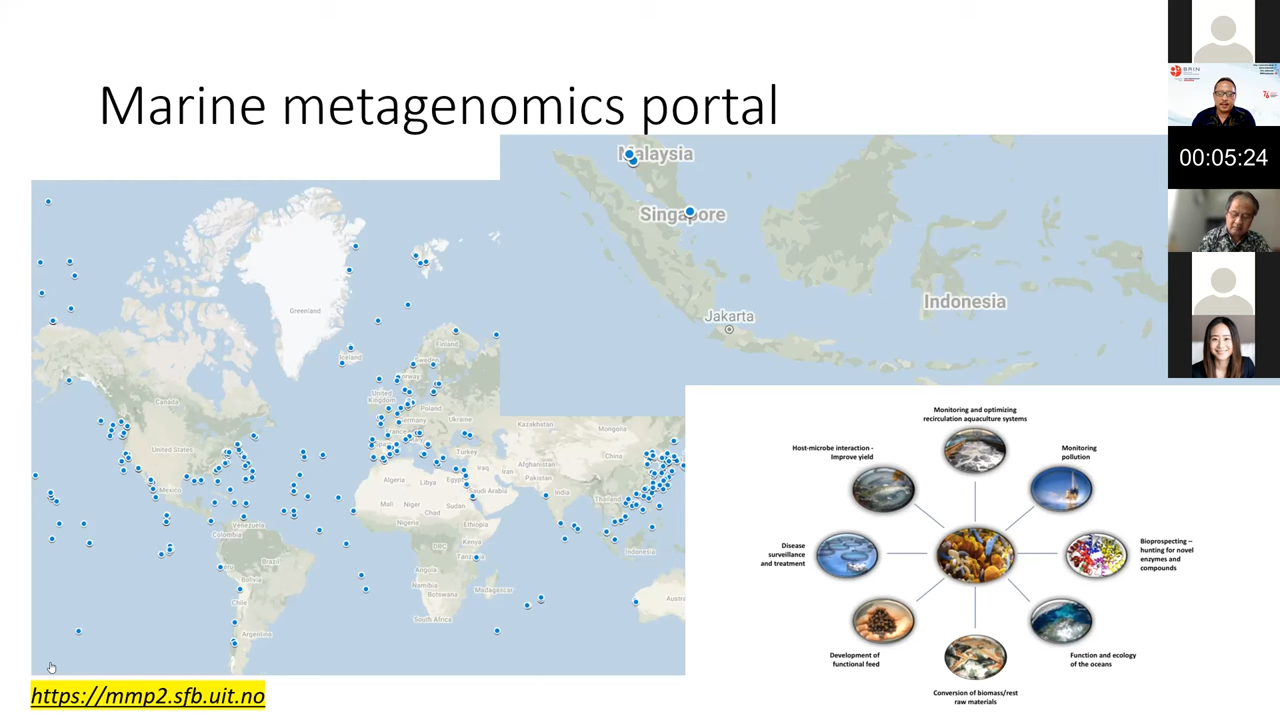 Marine metagenomics portal
BRIN
00:05:24
Malaysia
Singapore
Indonesia
Jakarta
Greenland
Iceland
Finland
Sweden
Norway
Canada
United Kingdom
Poland
Germany
Ukraine
France
Kazakhstan
Mongolia
United States
Turkey
China
Afghanistan
Iraq
Iran
Pakistan
Algeria
Libya
Egypt
Saudi Arabia
India
Mexico
Mali
Niger
Chad
Sudan
Thailand
Nigeria
Ethiopia
Venezuela
Colombia
DRC
Kenya
Tanzania
Indonesia
Brazil
Bolivia
Angola
Namibia
Botswana
Madagascar
Chile
South Africa
Argentina
https://mmp2.sfb.uit.no
Monitoring and optimizing
recirculation aquaculture systems
Host-microbe interaction -
Improve yield
Monitoring
pollution
Disease
surveillance
and treatment
Bioprospecting –
hunting for novel
enzymes and
compounds
Development of
functional feed
Function and ecology
of the oceans
Conversion of biomass/rest
raw materials